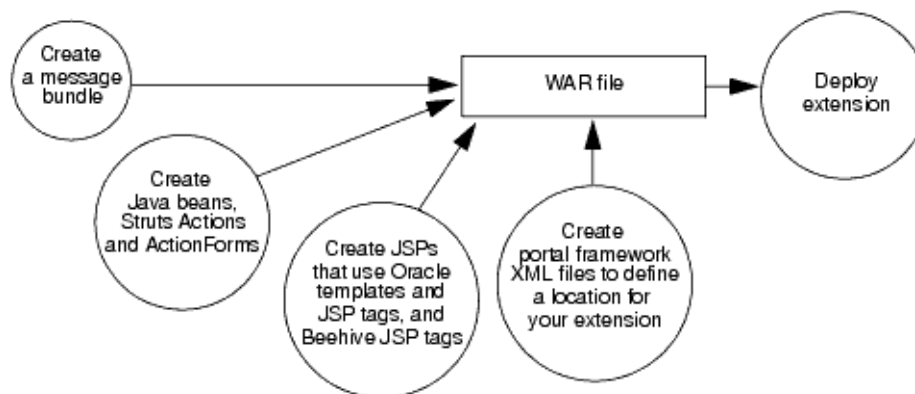 Create
a message
bundle
WAR file
Deploy
extension
Create
Java beans,
Struts Actions
and ActionForms
Create JSPs
that use Oracle
templates and
JSP tags, and
Beehive JSP tags
Create
portal framework
XML files to define
a location for
your extension